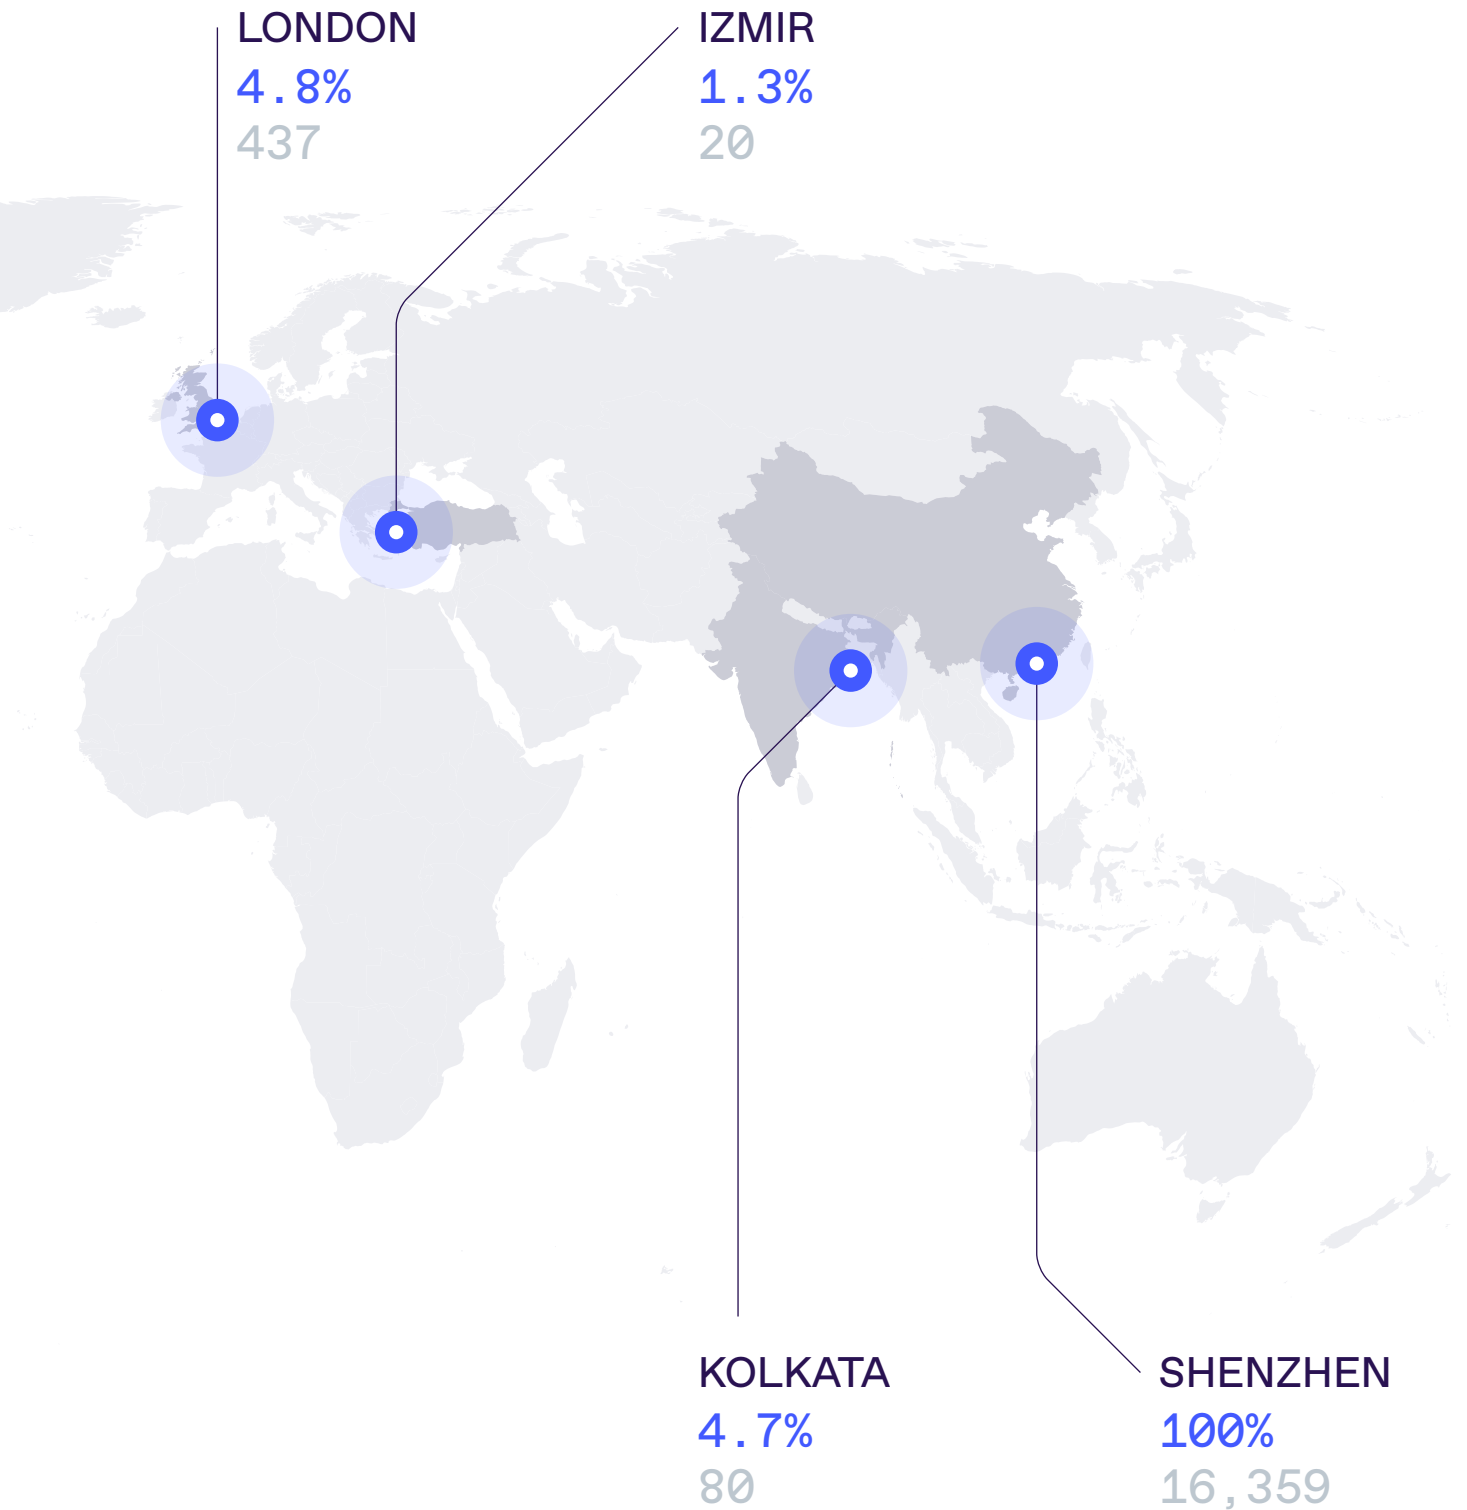 LONDON
4.8%
437
IZMIR
1.3%
20
KOLKATA
4.7%
80
SHENZHEN
100%
16,359